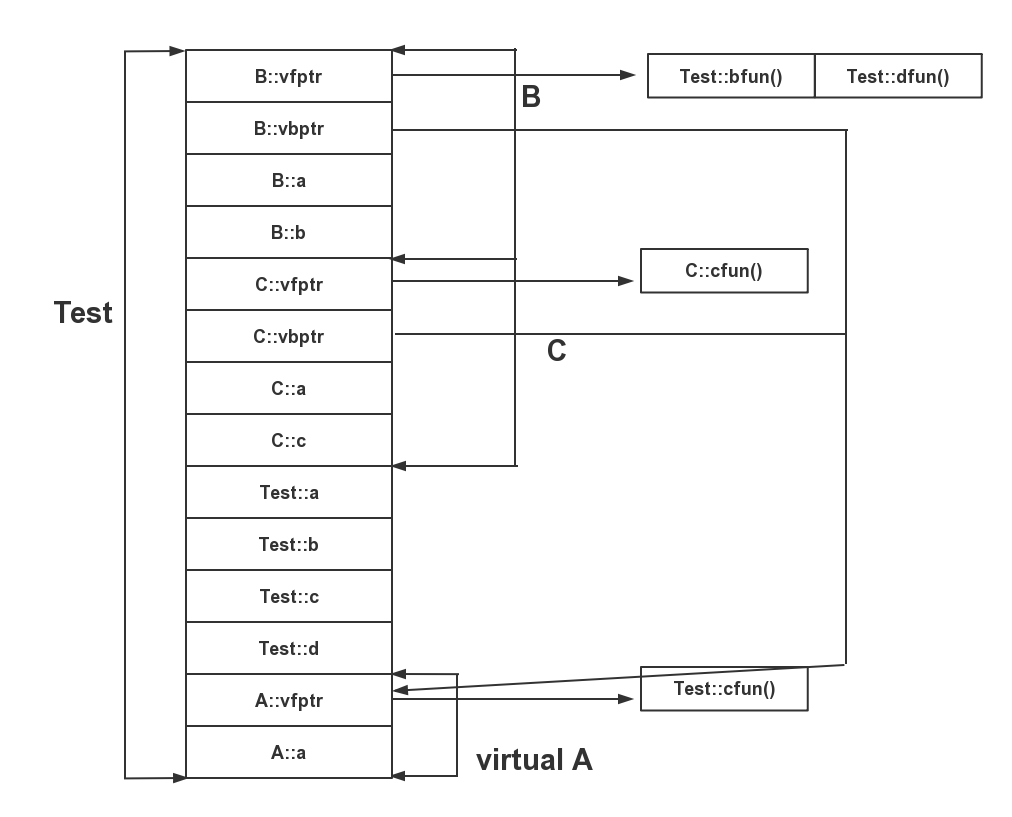 B::vfptr
Test::bfun() Test::dfun()
B
B::vbptr
B::a
B::b
C::vfptr
C::cfun()
Test
C::vbptr
C
C::a
C::c
Test::a
Test::b
Test::c
Test::d
A::vfptr
Test::cfun()
A::a
virtual A